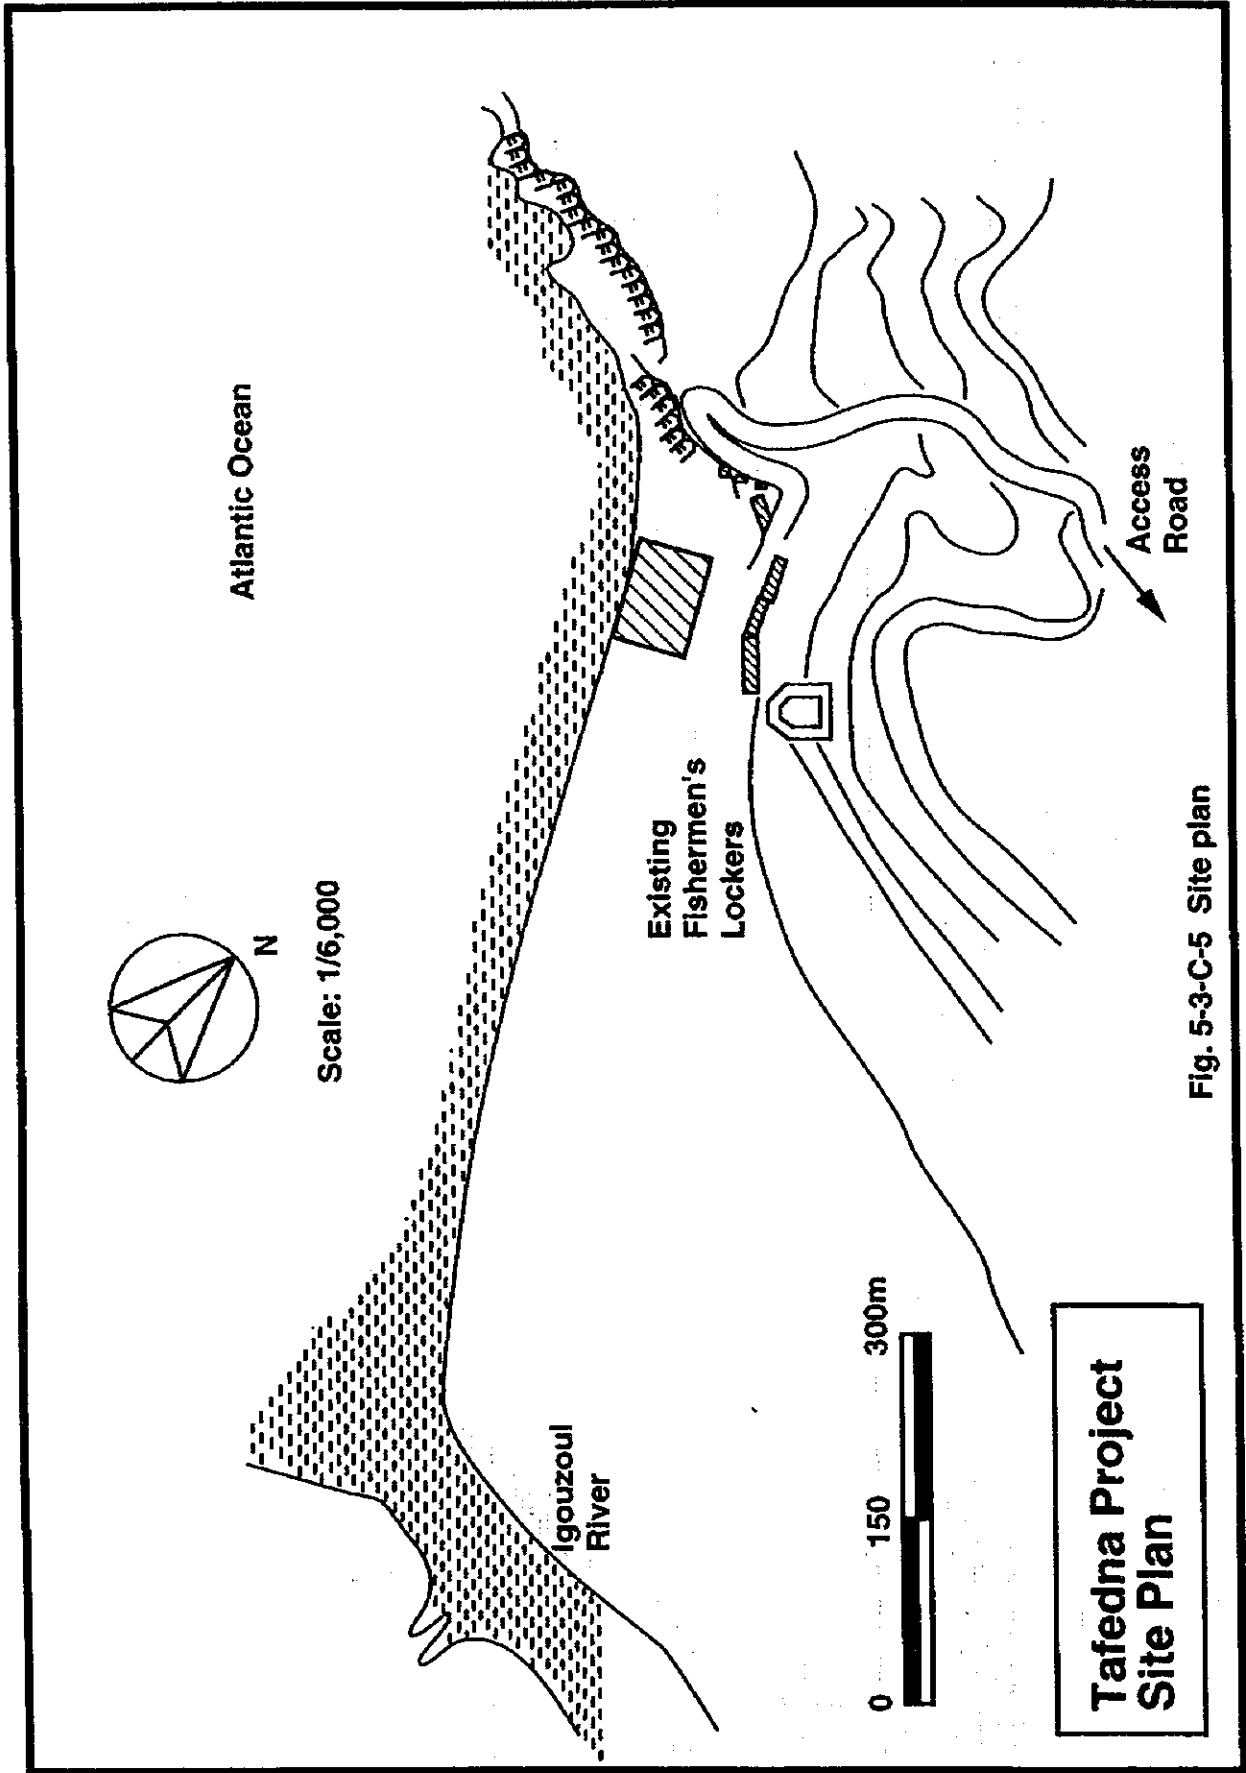 Atlantic Ocean
N
Scale: 1/6,000
Existing
Fishermen's
Lockers
Access
Road
Igouzoul
River
0 150 300m
Tafedna Project
Site Plan
Fig. 5-3-C-5 Site plan